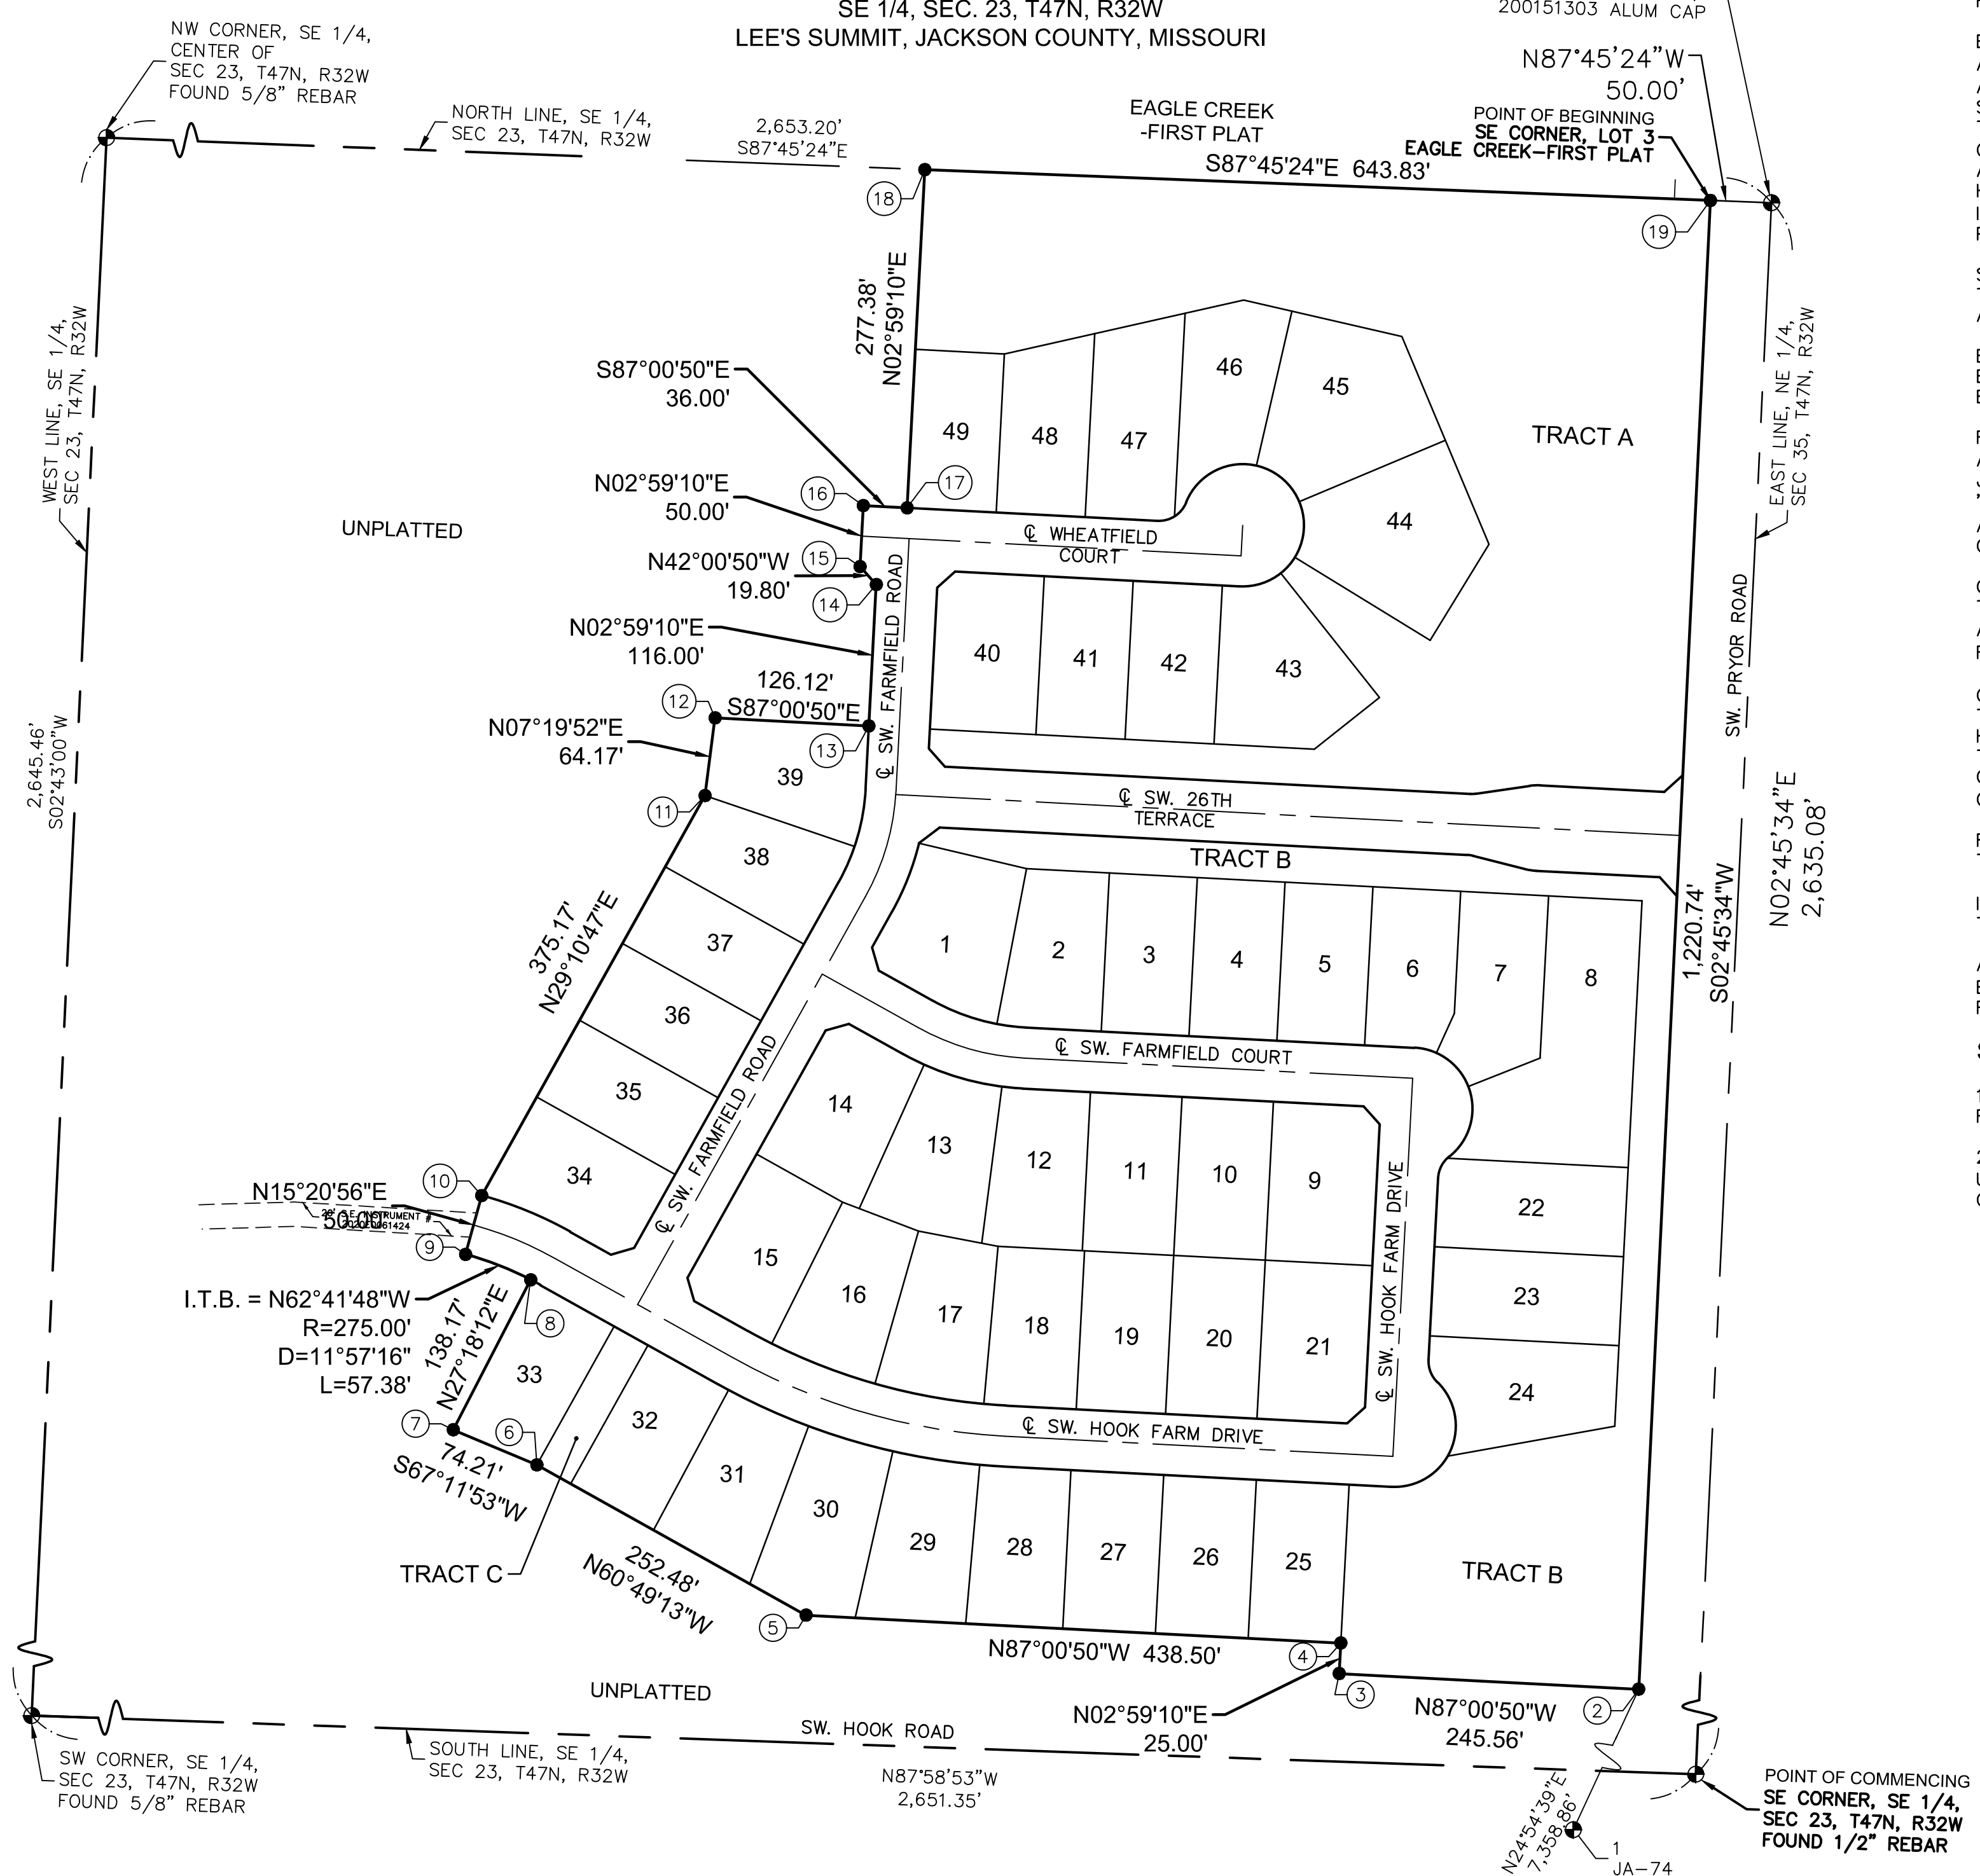 SE 1/4, SEC. 23, T47N, R32W
LEE'S SUMMIT, JACKSON COUNTY, MISSOURI
200151303 ALUM CAP
NW CORNER, SE 1/4,
CENTER OF
SEC 23, T47N, R32W
FOUND 5/8" REBAR
NORTH LINE, SE 1/4,
SEC 23, T47N, R32W
2,653.20'
S87°45'24"E
EAGLE CREEK
-FIRST PLAT
N87°45'24"W
50.00'
POINT OF BEGINNING
SE CORNER, LOT 3
EAGLE CREEK-FIRST PLAT
S87°45'24"E 643.83'
18
19
277.38'
N02°59'10"E
WEST LINE, SE 1/4,
SEC 23, T47N, R32W
EAST LINE, NE 1/4,
SEC 35, T47N, R32W
S87°00'50"E
36.00'
46
45
49
48
47
TRACT A
44
N02°59'10"E
50.00'
16
17
UNPLATTED
℄ WHEATFIELD
COURT
15
N42°00'50"W
19.80'
14
℄ SW. FARMFIELD ROAD
SW. PRYOR ROAD
N02°59'10"E
116.00'
40
41
42
43
126.12'
S87°00'50"E
12
13
N07°19'52"E
64.17'
39
11
2,645.46'
S02°43'00"W
℄ SW. 26TH
TERRACE
N02°45'34"E
2,635.08'
TRACT B
38
37
36
35
34
375.17'
N29°10'47"E
1
2
3
4
5
6
7
8
1,220.74'
S02°45'34"W
℄ SW. FARMFIELD COURT
℄ SW. FARMFIELD ROAD
14
13
12
11
10
9
℄ SW. HOOK FARM DRIVE
22
23
24
10
N15°20'56"E
50.00'
20' S.E. INSTRUMENT #
2020E0061424
9
15
16
17
18
19
20
21
I.T.B. = N62°41'48"W
R=275.00'
D=11°57'16"
L=57.38'
138.17'
N27°18'12"E
8
33
7
6
74.21'
S67°11'53"W
32
31
30
29
28
27
26
25
℄ SW. HOOK FARM DRIVE
TRACT C
252.48'
N60°49'13"W
TRACT B
5
N87°00'50"W 438.50'
4
3
2
N02°59'10"E
25.00'
N87°00'50"W
245.56'
UNPLATTED
SW. HOOK ROAD
SW CORNER, SE 1/4,
SEC 23, T47N, R32W
FOUND 5/8" REBAR
SOUTH LINE, SE 1/4,
SEC 23, T47N, R32W
N87°58'53"W
2,651.35'
N24°54'39"E
7,358.86'
1
JA-74
POINT OF COMMENCING
SE CORNER, SE 1/4,
SEC 23, T47N, R32W
FOUND 1/2" REBAR